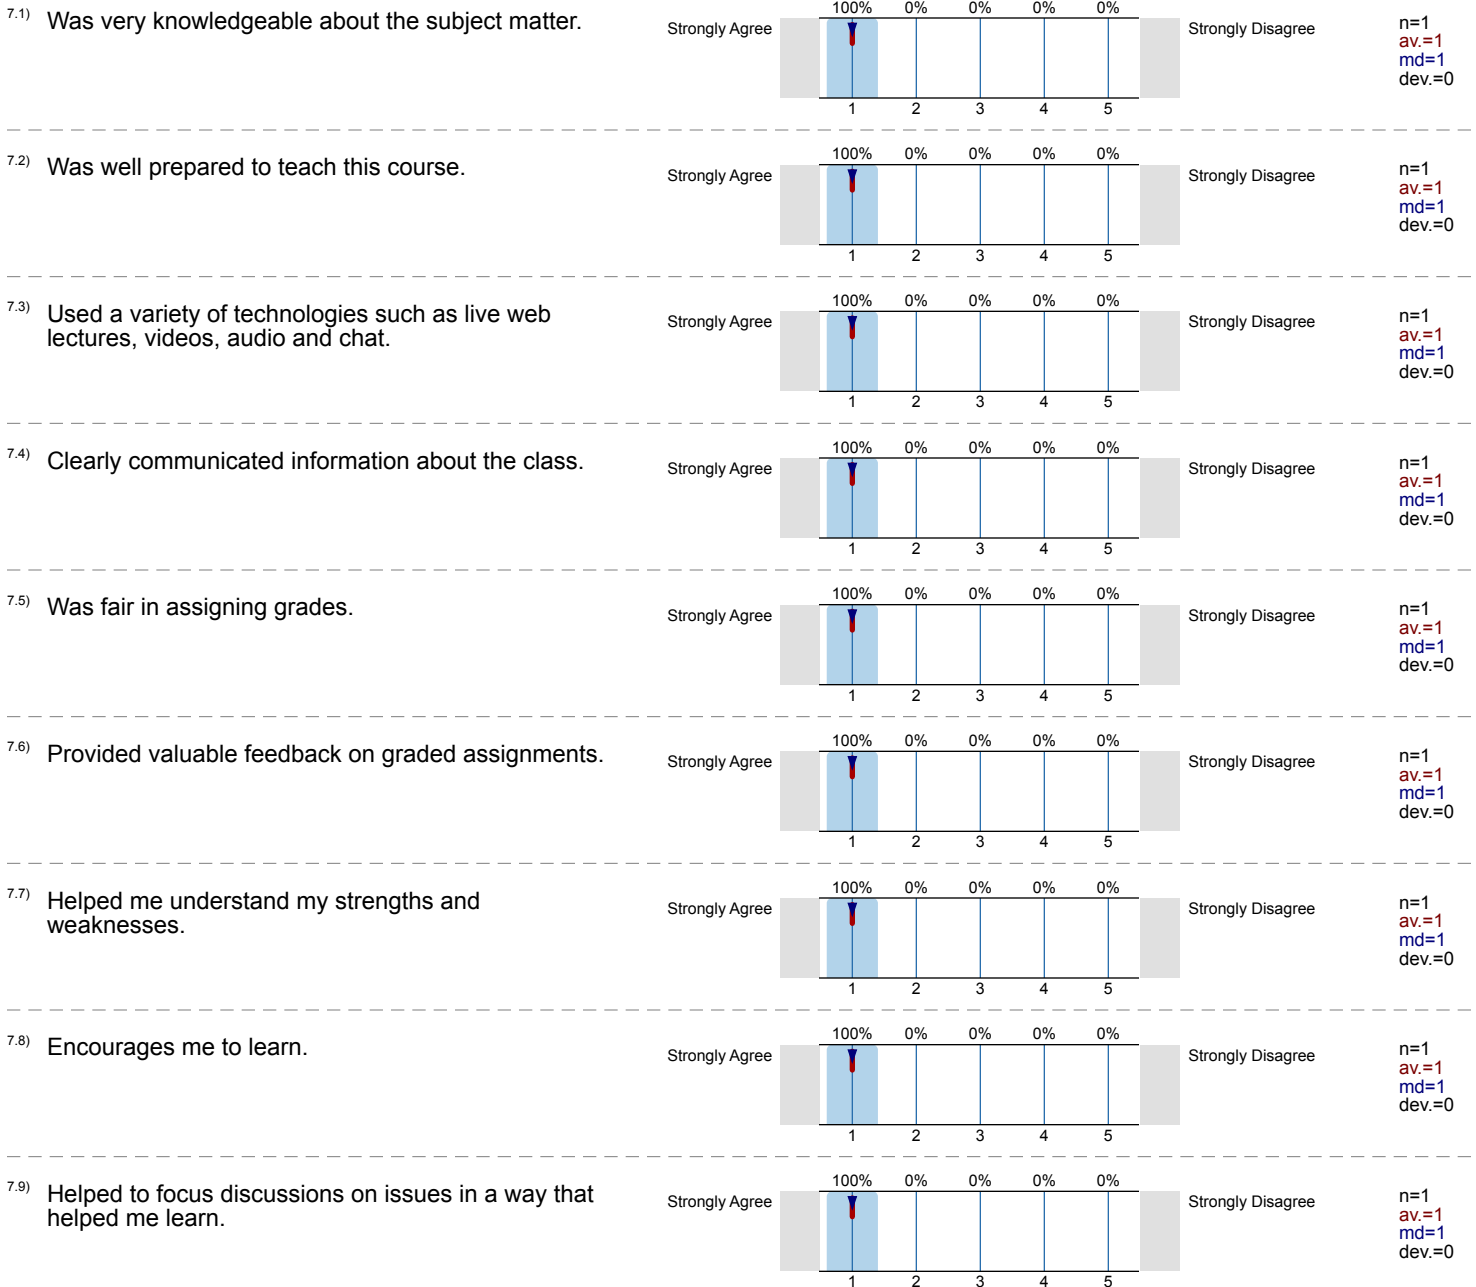 7.1) Was very knowledgeable about the subject matter.
Strongly Agree
100% 0% 0% 0% 0%
1 2 3 4 5
Strongly Disagree
n=1
av.=1
md=1
dev.=0
7.2) Was well prepared to teach this course.
Strongly Agree
100% 0% 0% 0% 0%
1 2 3 4 5
Strongly Disagree
n=1
av.=1
md=1
dev.=0
7.3) Used a variety of technologies such as live web
lectures, videos, audio and chat.
Strongly Agree
100% 0% 0% 0% 0%
1 2 3 4 5
Strongly Disagree
n=1
av.=1
md=1
dev.=0
7.4) Clearly communicated information about the class.
Strongly Agree
100% 0% 0% 0% 0%
1 2 3 4 5
Strongly Disagree
n=1
av.=1
md=1
dev.=0
7.5) Was fair in assigning grades.
Strongly Agree
100% 0% 0% 0% 0%
1 2 3 4 5
Strongly Disagree
n=1
av.=1
md=1
dev.=0
7.6) Provided valuable feedback on graded assignments.
Strongly Agree
100% 0% 0% 0% 0%
1 2 3 4 5
Strongly Disagree
n=1
av.=1
md=1
dev.=0
7.7) Helped me understand my strengths and
weaknesses.
Strongly Agree
100% 0% 0% 0% 0%
1 2 3 4 5
Strongly Disagree
n=1
av.=1
md=1
dev.=0
7.8) Encourages me to learn.
Strongly Agree
100% 0% 0% 0% 0%
1 2 3 4 5
Strongly Disagree
n=1
av.=1
md=1
dev.=0
7.9) Helped to focus discussions on issues in a way that
helped me learn.
Strongly Agree
100% 0% 0% 0% 0%
1 2 3 4 5
Strongly Disagree
n=1
av.=1
md=1
dev.=0